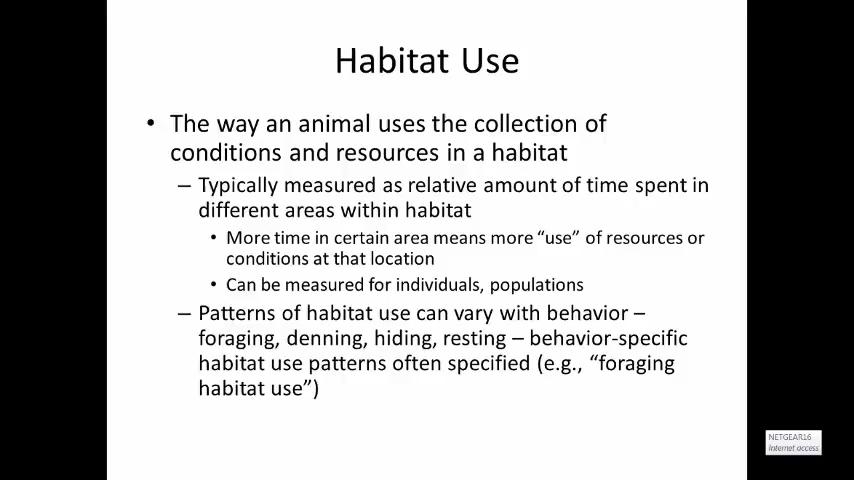 Habitat Use
• The way an animal uses the collection of
conditions and resources in a habitat
– Typically measured as relative amount of time spent in
different areas within habitat
• More time in certain area means more “use” of resources or
conditions at that location
• Can be measured for individuals, populations
– Patterns of habitat use can vary with behavior –
foraging, denning, hiding, resting – behavior-specific
habitat use patterns often specified (e.g., “foraging
habitat use”)
NETGEAR16
Internet access